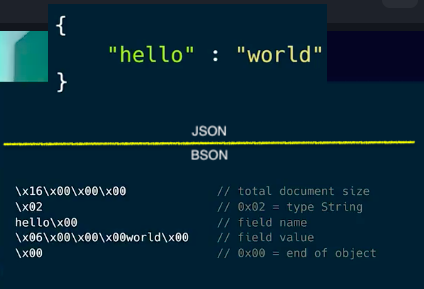 {
"hello" : "world"
}
JSON
BSON
\x16\x00\x00\x00 // total document size
\x02 // 0x02 = type String
hello\x00 // field name
\x06\x00\x00\x00world\x00 // field value
\x00 // 0x00 = end of object